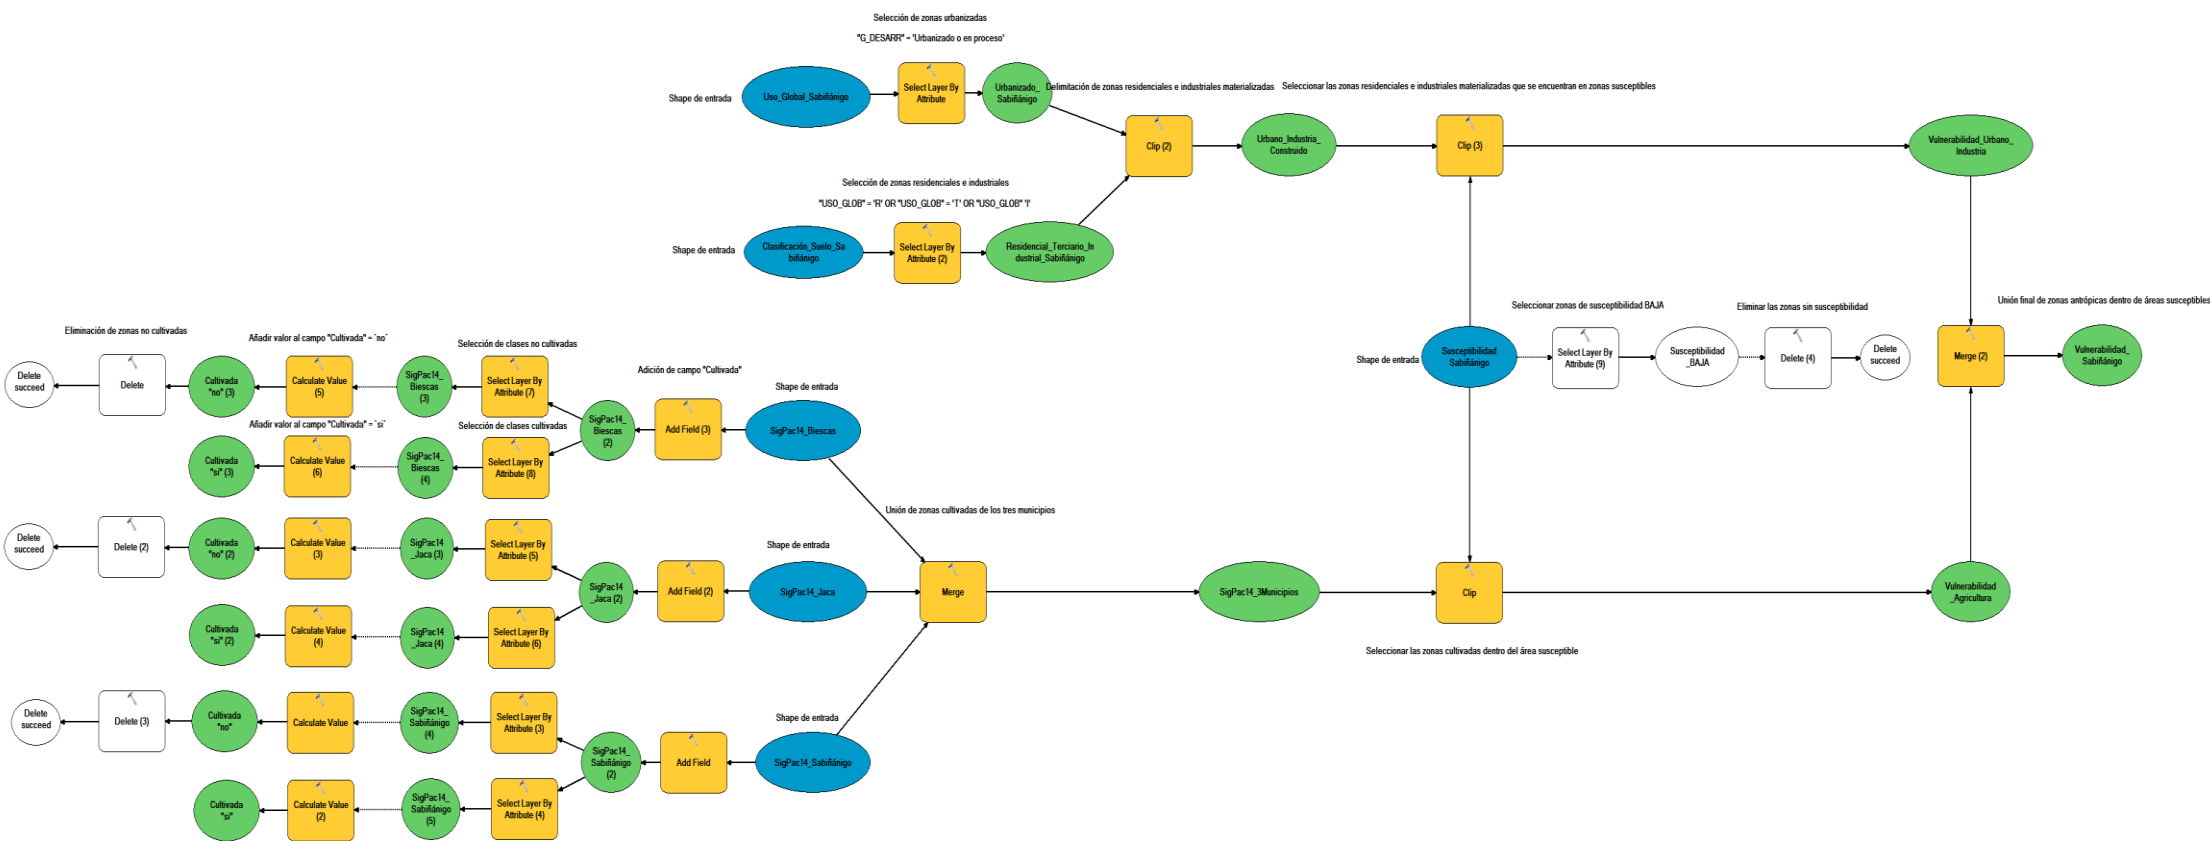 Selección de zonas urbanizadas
"G_DESARR" = 'Urbanizado o en proceso'
Shape de entrada
Uso_Global_Sabiñánigo
Select Layer By
Attribute
Urbanizado_
Sabiñánigo
Delimitación de zonas residenciales e industriales materializadas
Seleccionar las zonas residenciales e industriales materializadas que se encuentran en zonas susceptibles
Clip (2)
Urbano_Industria_
Construido
Clip (3)
Vulnerabilidad_Urbano_
Industria
Selección de zonas residenciales e industriales
"USO_GLOB" = 'R' OR "USO_GLOB" = 'T' OR "USO_GLOB" 'I'
Shape de entrada
Clasificación_Suelo_Sa
biñánigo
Select Layer By
Attribute (2)
Residencial_Terciario_In
dustrial_Sabiñánigo
Seleccionar zonas de susceptibilidad BAJA
Eliminar las zonas sin susceptibilidad
Unión final de zonas antrópicas dentro de áreas susceptibles
Shape de entrada
Susceptibilidad
Sabiñánigo
Select Layer By
Attribute (9)
Susceptibilidad
_BAJA
Delete (4)
Delete
succeed
Merge (2)
Vulnerabilidad_
Sabiñánigo
Eliminación de zonas no cultivadas
Añadir valor al campo "Cultivada" = ´no´
Selección de clases no cultivadas
Adición de campo "Cultivada"
Shape de entrada
Delete
succeed
Delete
Cultivada
"no" (3)
Calculate Value
(5)
SigPac14_
Biescas
(3)
Select Layer By
Attribute (7)
Añadir valor al campo "Cultivada" = ´si´
Selección de clases cultivadas
SigPac14_
Biescas
(2)
Add Field (3)
SigPac14_Biescas
Cultivada
"si" (3)
Calculate Value
(6)
SigPac14_
Biescas
(4)
Select Layer By
Attribute (8)
Unión de zonas cultivadas de los tres municipios
Delete
succeed
Delete (2)
Cultivada
"no" (2)
Calculate Value
(3)
SigPac14
_Jaca (3)
Select Layer By
Attribute (5)
Shape de entrada
SigPac14
_Jaca (2)
Add Field (2)
SigPac14_Jaca
Merge
SigPac14_3Municipios
Clip
Vulnerabilidad
_Agricultura
Cultivada
"si" (2)
Calculate Value
(4)
SigPac14
_Jaca (4)
Select Layer By
Attribute (6)
Seleccionar las zonas cultivadas dentro del área susceptible
Delete
succeed
Delete (3)
Cultivada
"no"
Calculate Value
SigPac14_
Sabiñánigo
(4)
Select Layer By
Attribute (3)
Shape de entrada
SigPac14_
Sabiñánigo
(2)
Add Field
SigPac14_Sabiñánigo
Cultivada
"si"
Calculate Value
(2)
SigPac14_
Sabiñánigo
(5)
Select Layer By
Attribute (4)